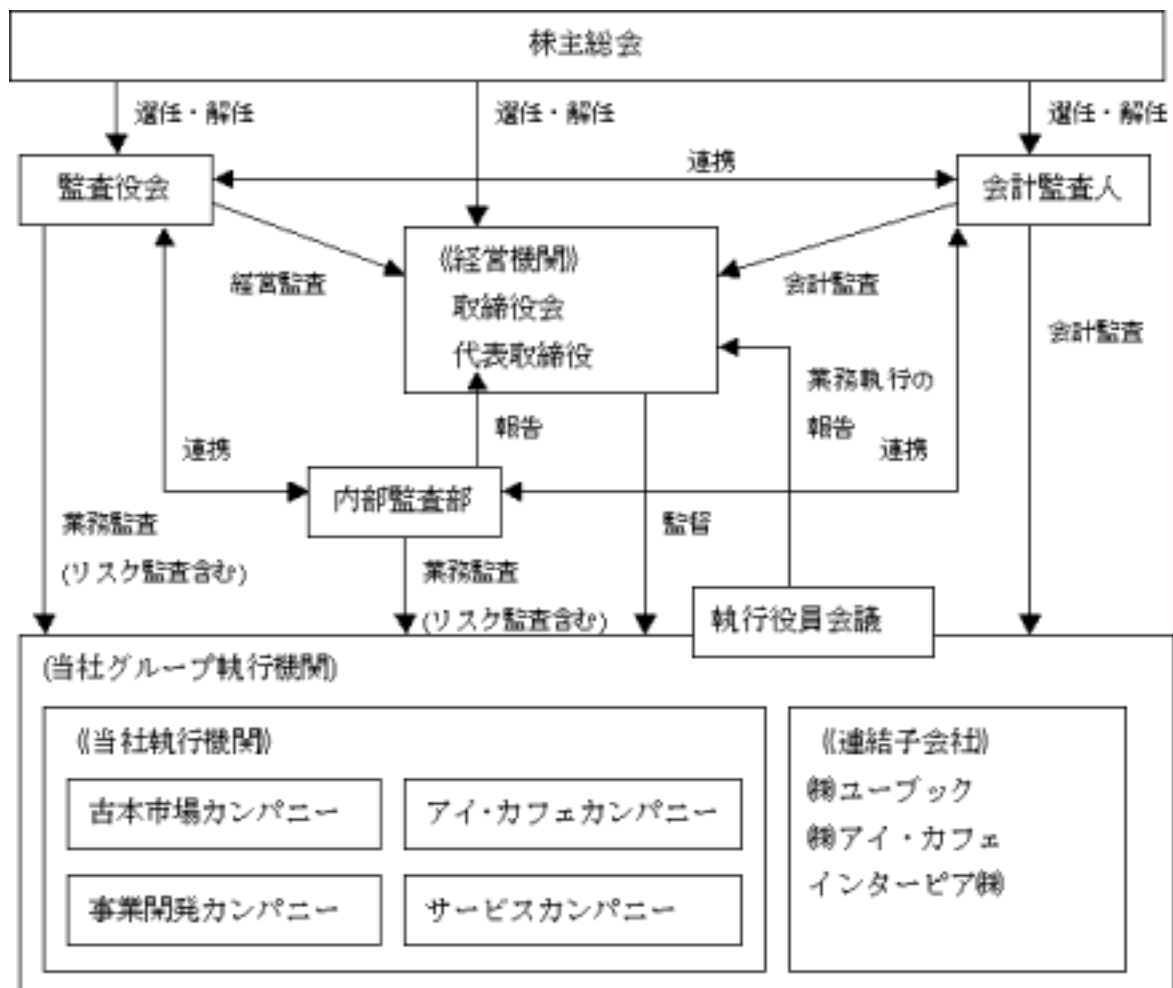 株主総会
選任・解任
選任・解任
選任・解任
監査役会
連携
会計監査人
《経営機関》
取締役会
代表取締役
経営監査
会計監査
会計監査
業務執行の
報告
報告
連携
連携
内部監査部
業務監査
(リスク監査含む)
業務監査
(リスク監査含む)
監督
執行役員会議
(当社グループ執行機関)
《当社執行機関》
古本市場カンパニー
アイ・カフェカンパニー
事業開発カンパニー
サービスカンパニー
《連結子会社》
㈱ユーブック
㈱アイ・カフェ
インターピア㈱